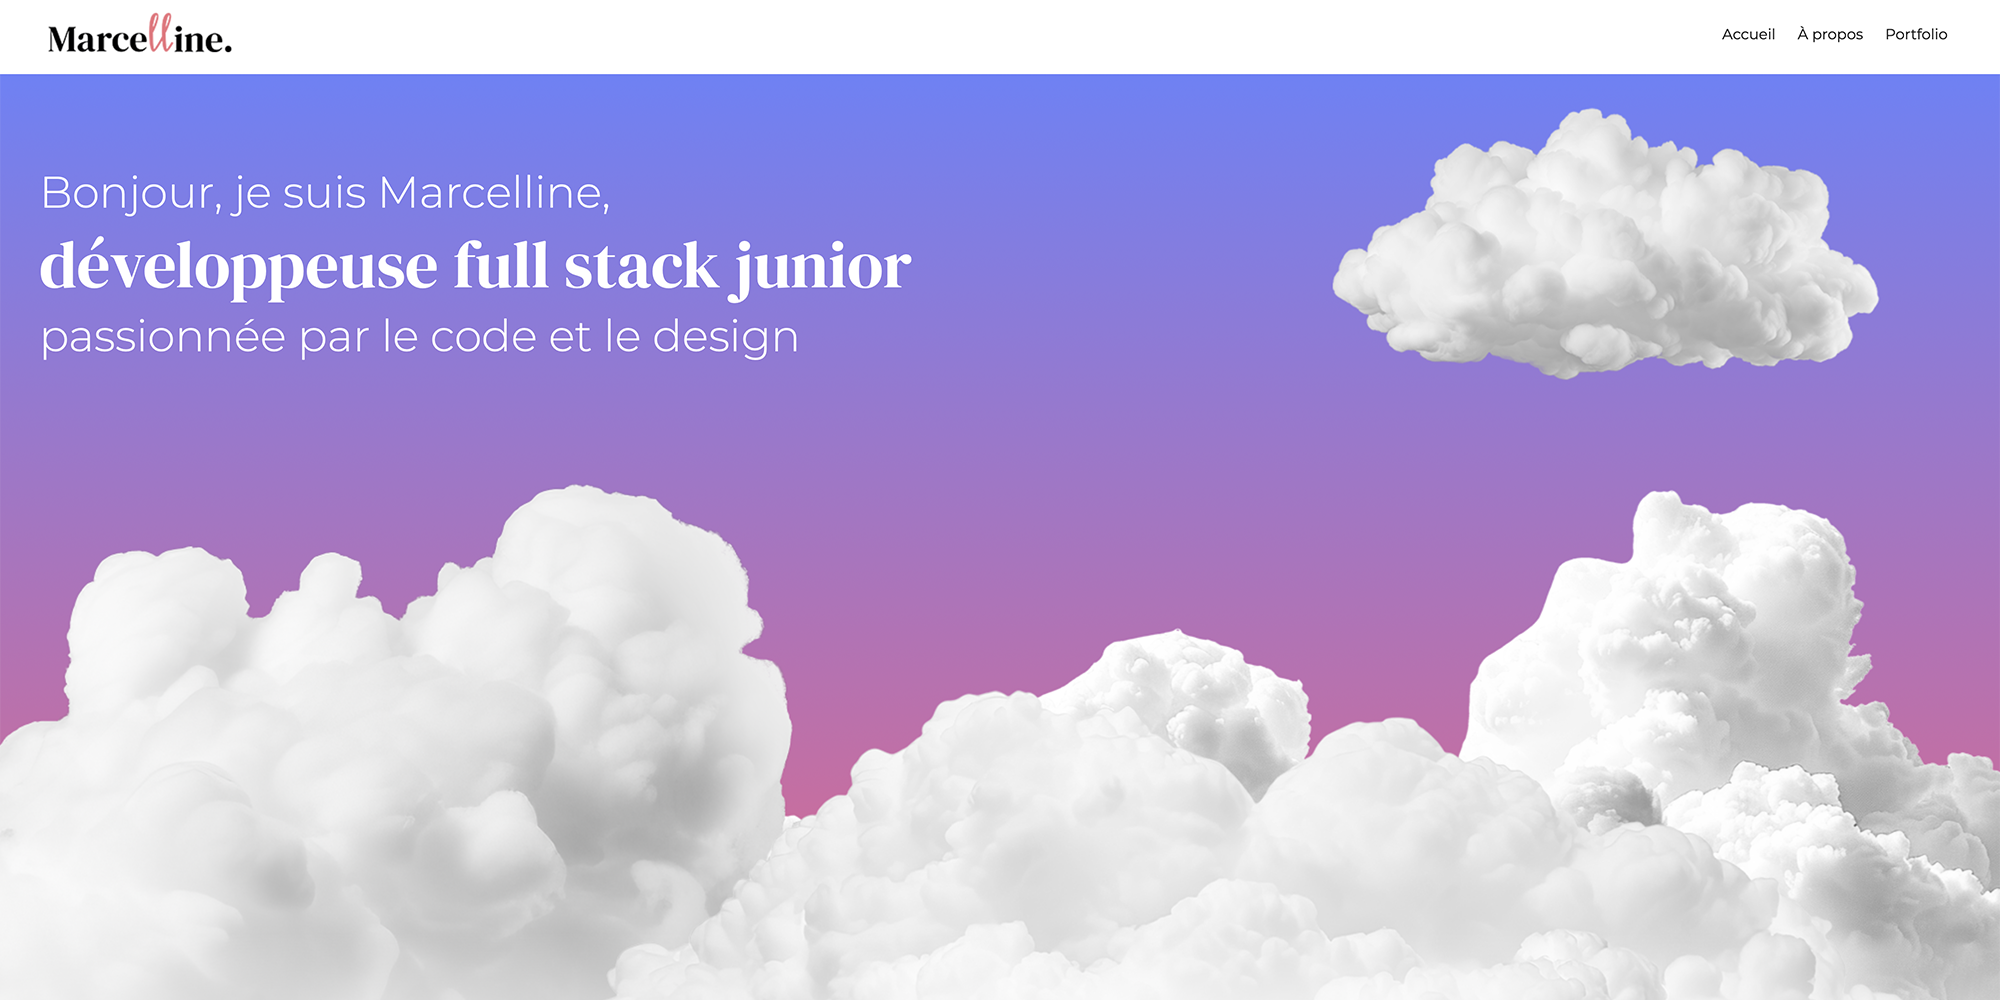 Marcelline.
Accueil À propos Portfolio
Bonjour, je suis Marcelline,
développeuse full stack junior
passionnée par le code et le design